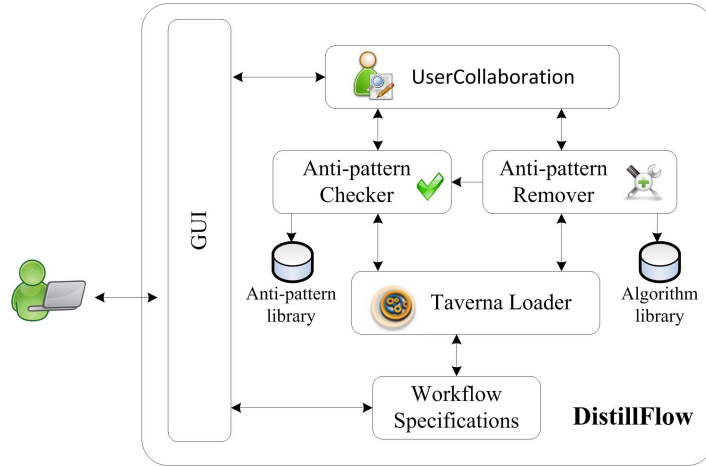 UserCollaboration
Anti-pattern
Checker
Anti-pattern
Remover
GUI
Anti-pattern
library
Taverna Loader
Algorithm
library
Workflow
Specifications
DistillFlow